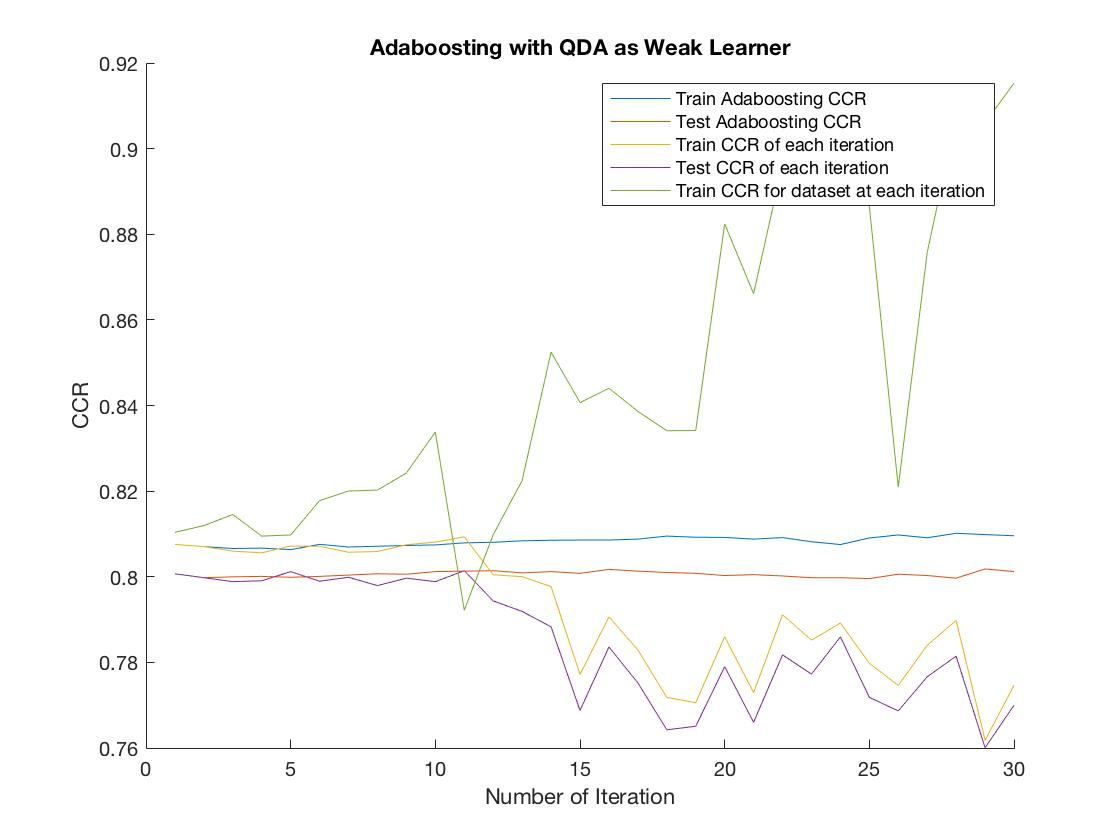 Adaboosting with QDA as Weak Learner
0.92
0.9
0.88
0.86
0.84
0.82
0.8
0.78
0.76
CCR
Train Adaboosting CCR
Test Adaboosting CCR
Train CCR of each iteration
Test CCR of each iteration
Train CCR for dataset at each iteration
0 5 10 15 20 25 30
Number of Iteration